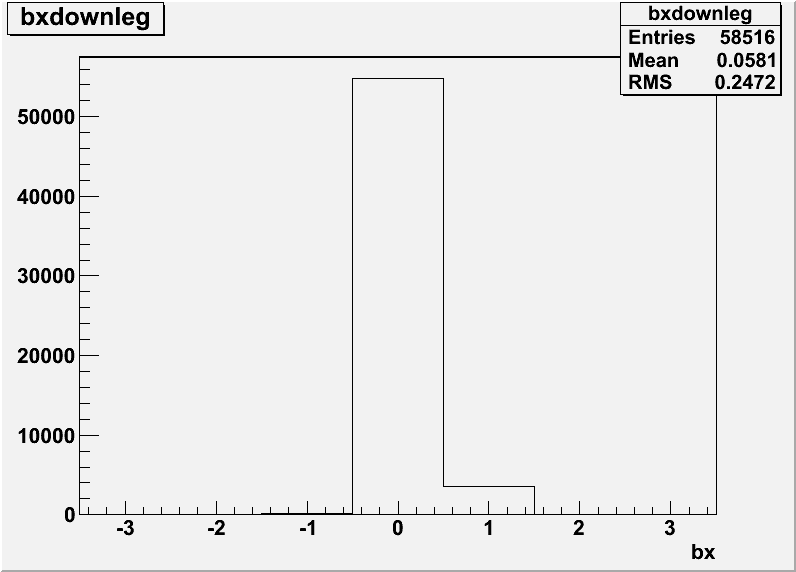 bxdownleg
bxdownleg
Entries 58516
Mean 0.0581
RMS 0.2472
50000
40000
30000
20000
10000
0
-3 -2 -1 0 1 2 3
bx